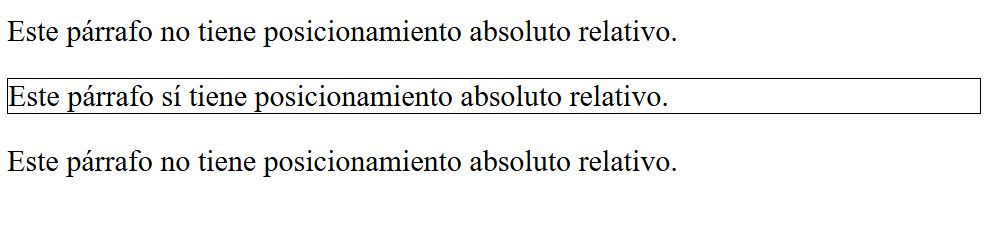 Este párrafo no tiene posicionamiento absoluto relativo.
Este párrafo sí tiene posicionamiento absoluto relativo.
Este párrafo no tiene posicionamiento absoluto relativo.